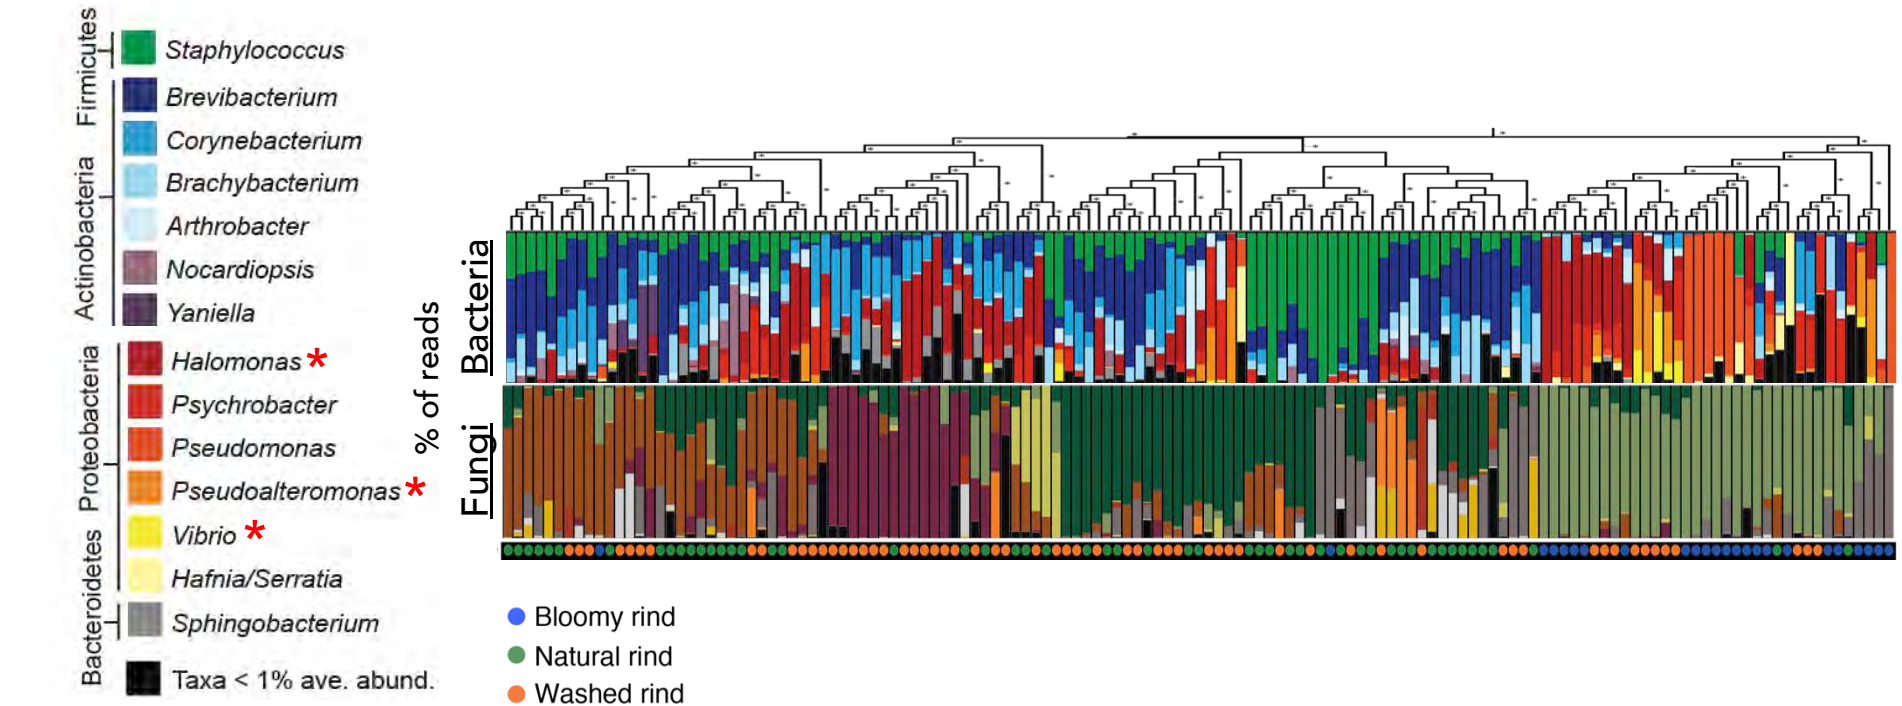 Firmicutes
Staphylococcus
Actinobacteria
Brevibacterium
Corynebacterium
Brachybacterium
Arthrobacter
Nocardiopsis
Yaniella
Proteobacteria
Halomonas *
Psychrobacter
Pseudomonas
Pseudoalteromonas *
Vibrio *
Hafnia/Serratia
Bacteroidetes
Sphingobacterium
Taxa < 1% ave. abund.
% of reads
Bacteria
Fungi
Bloomy rind
Natural rind
Washed rind